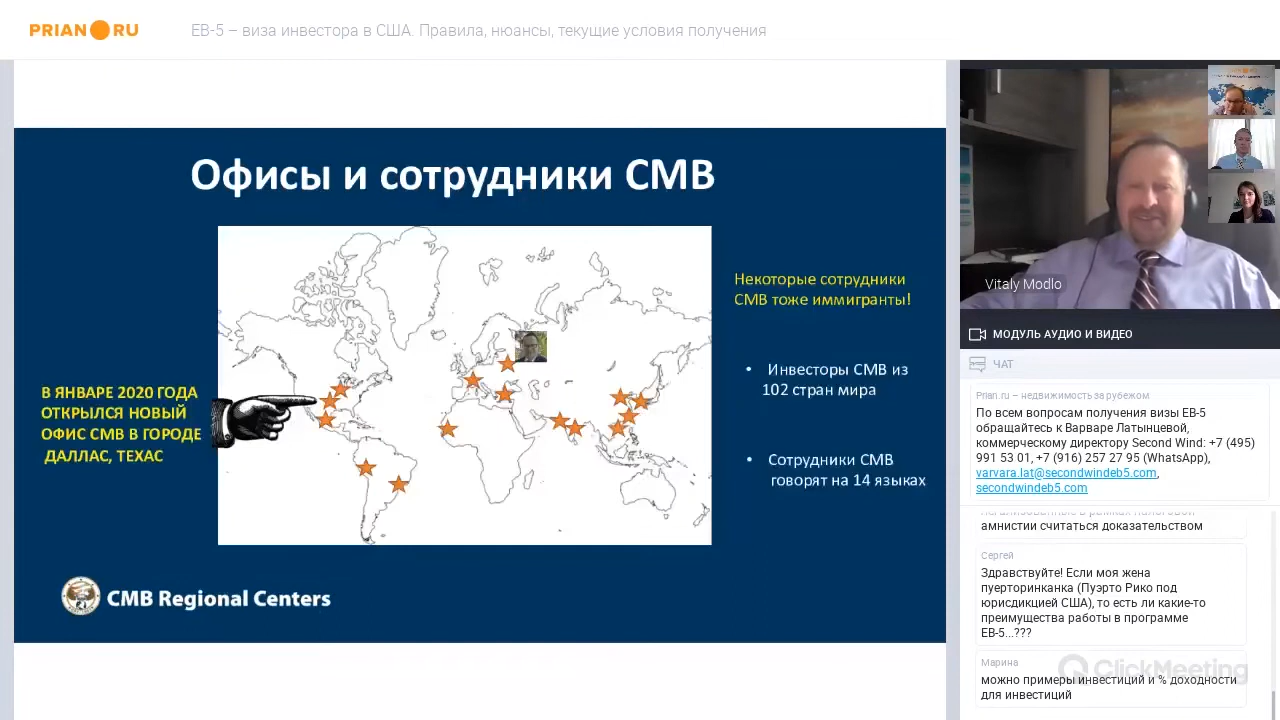 PRIAN RU
EB-5 – виза инвестора в США. Правила, нюансы, текущие условия получения
Офисы и сотрудники CMB
Некоторые сотрудники
CMB тоже иммигранты!
В ЯНВАРЕ 2020 ГОДА
ОТКРЫЛСЯ НОВЫЙ
ОФИС CMB В ГОРОДЕ
ДАЛЛАС, ТЕХАС
• Инвесторы CMB из
102 стран мира
• Сотрудники CMB
говорят на 14 языках
CMB Regional Centers
Vitaly Modlo
МОДУЛЬ АУДИО И ВИДЕО
ЧАТ
Prian.ru – недвижимость за рубежом
По всем вопросам получения визы ЕВ-5
обращайтесь к Варваре Латынцевой,
коммерческому директору Second Wind: +7 (495)
991 53 01, +7 (916) 257 27 95 (WhatsApp),
varvara.lat@secondwindeb5.com,
secondwindeb5.com
амнистии считаться доказательством
Сергей
Здравствуйте! Если моя жена
пуерторинканка (Пуэрто Рико под
юрисдикцией США), то есть ли какие-то
преимущества работы в программе
ЕВ-5...???
Марина
можно примеры инвестиций и % доходности
для инвестиций
ClickMeeting